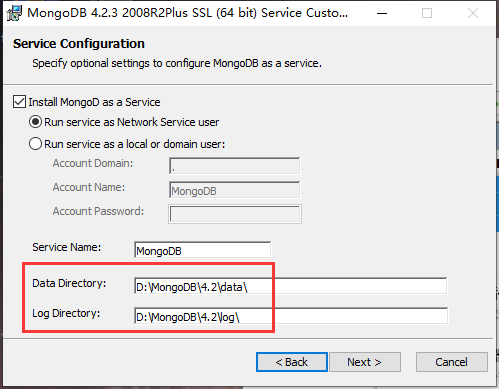 MongoDB 4.2.3 2008R2Plus SSL (64 bit) Service Custo...
Service Configuration
Specify optional settings to configure MongoDB as a service.
Install MongoD as a Service
Run service as Network Service user
Run service as a local or domain user:
Account Domain: .
Account Name: MongoDB
Account Password:
Service Name: MongoDB
Data Directory: D:\MongoDB\4.2\data\
Log Directory: D:\MongoDB\4.2\log\
< Back Next > Cancel